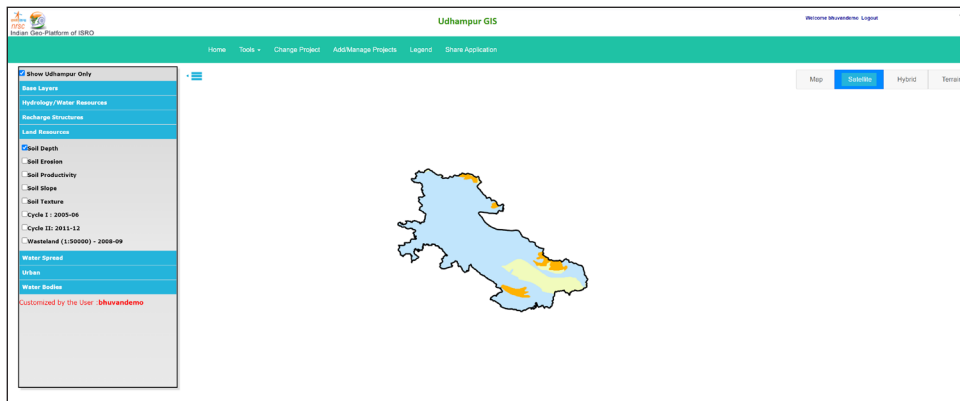 nrsc
Indian Geo-Platform of ISRO
Udhampur GIS
Welcome bhuvandemo Logout
Home Tools Change Project Add/Manage Projects Legend Share Application
Show Udhampur Only
Base Layers
Hydrology/Water Resources
Recharge Structures
Land Resources
Soil Depth
Soil Erosion
Soil Productivity
Soil Slope
Soil Texture
Cycle I : 2005-06
Cycle II: 2011-12
Wasteland (1:50000) - 2008-09
Water Spread
Urban
Water Bodies
Customized by the User :bhuvandemo
Map Satellite Hybrid Terrain